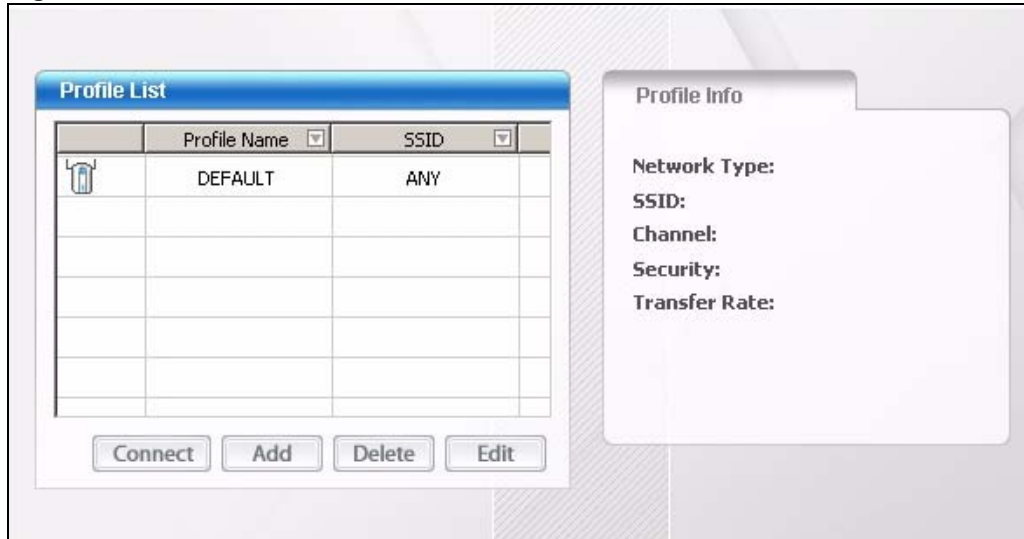 Profile List
Profile Name SSID
DEFAULT ANY
Connect Add Delete Edit
Profile Info
Network Type:
SSID:
Channel:
Security:
Transfer Rate: